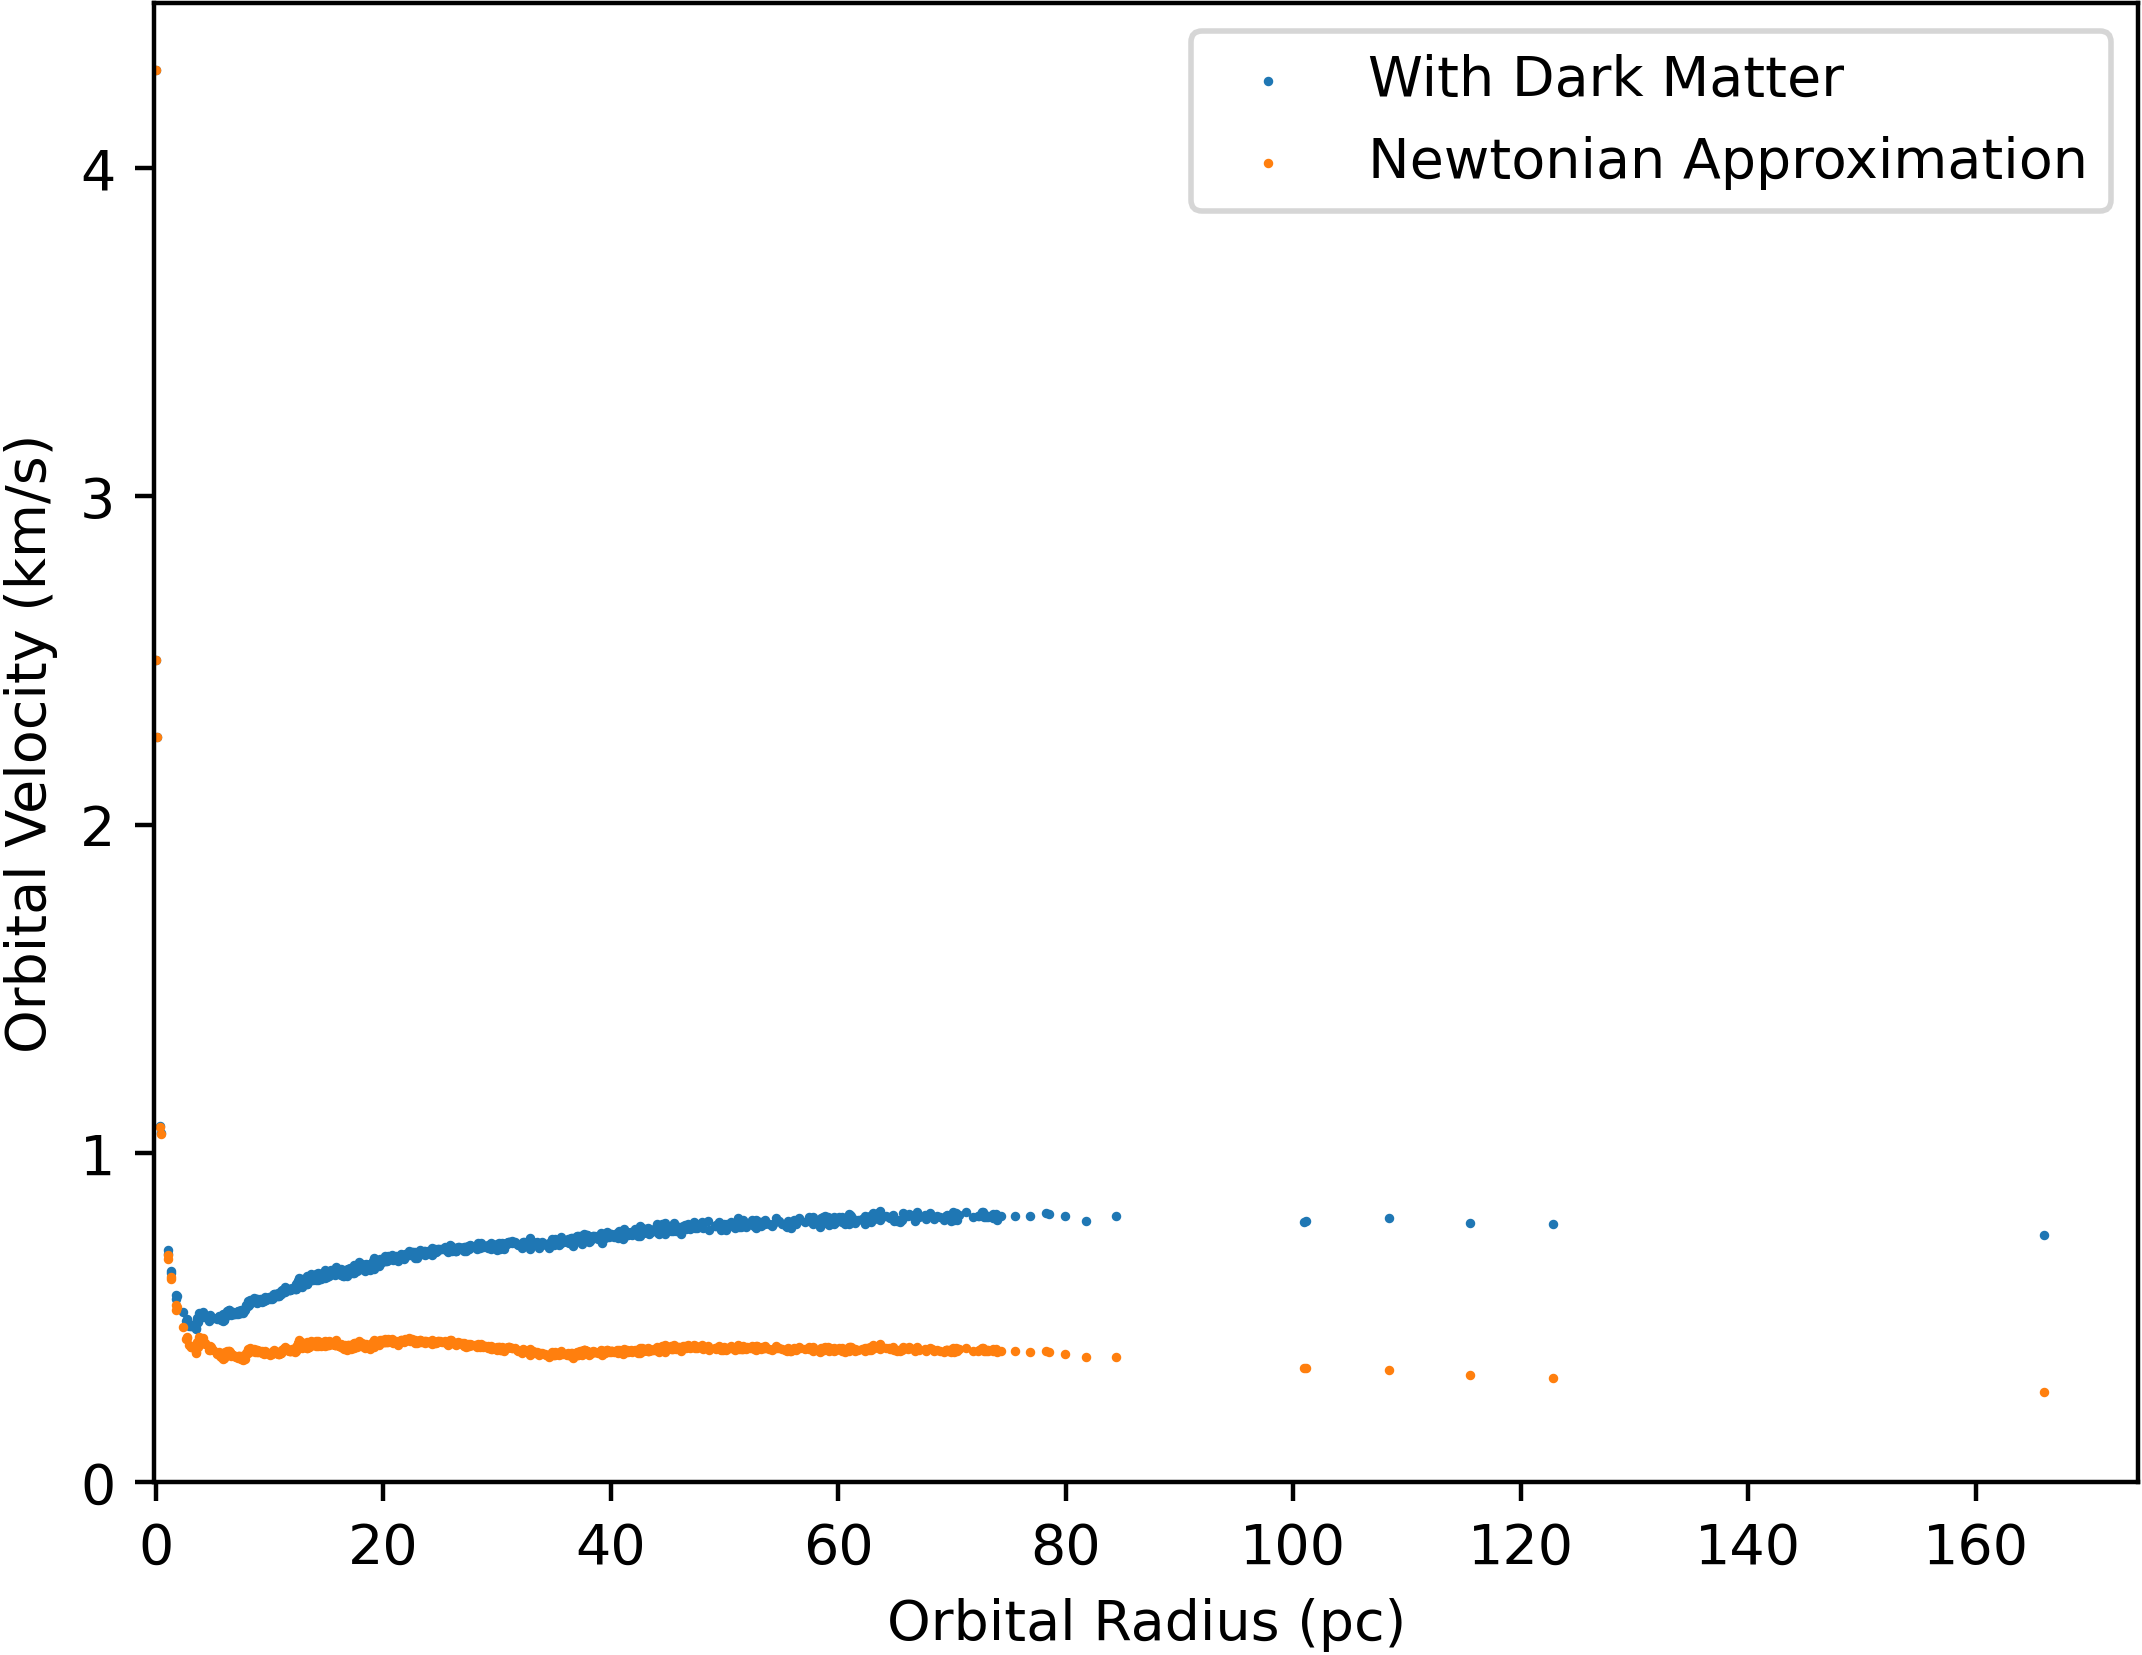 With Dark Matter
Newtonian Approximation
Orbital Velocity (km/s)
4
3
2
1
0
0 20 40 60 80 100 120 140 160
Orbital Radius (pc)